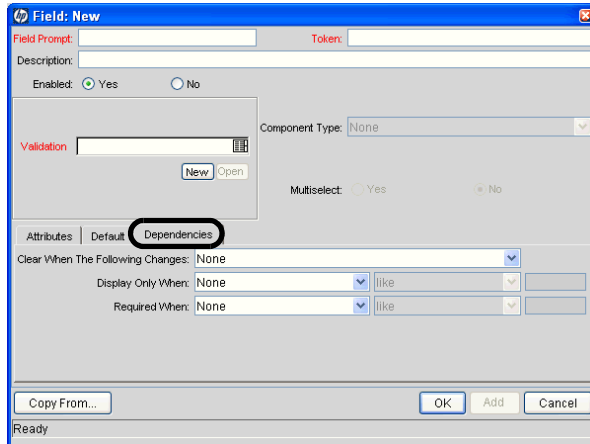 hp Field: New
Field Prompt: Token:
Description:
Enabled: Yes No
Validation
New Open
Component Type: None
Multiselect: Yes No
Attributes Default Dependencies
Clear When The Following Changes: None
Display Only When: None like
Required When: None like
Copy From... OK Add Cancel
Ready